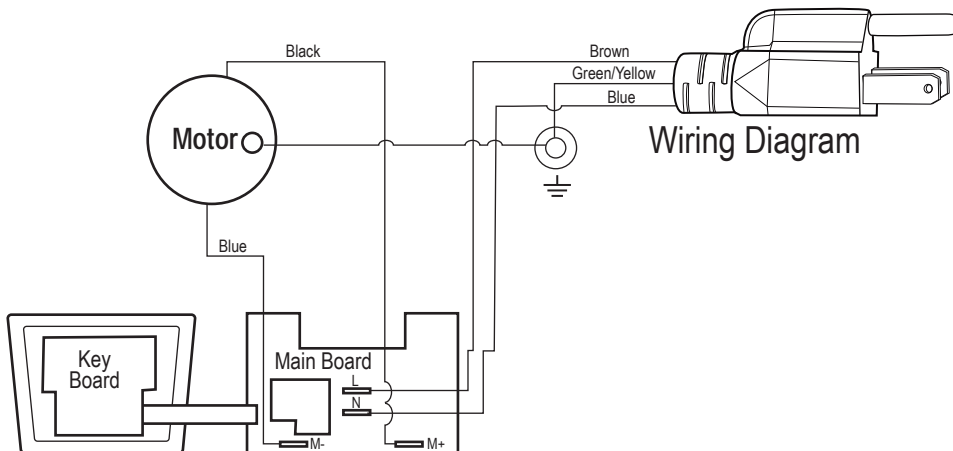 Black
Brown
Green/Yellow
Blue
Motor
Wiring Diagram
Blue
Key
Board
Main Board
L
N
M-
M+